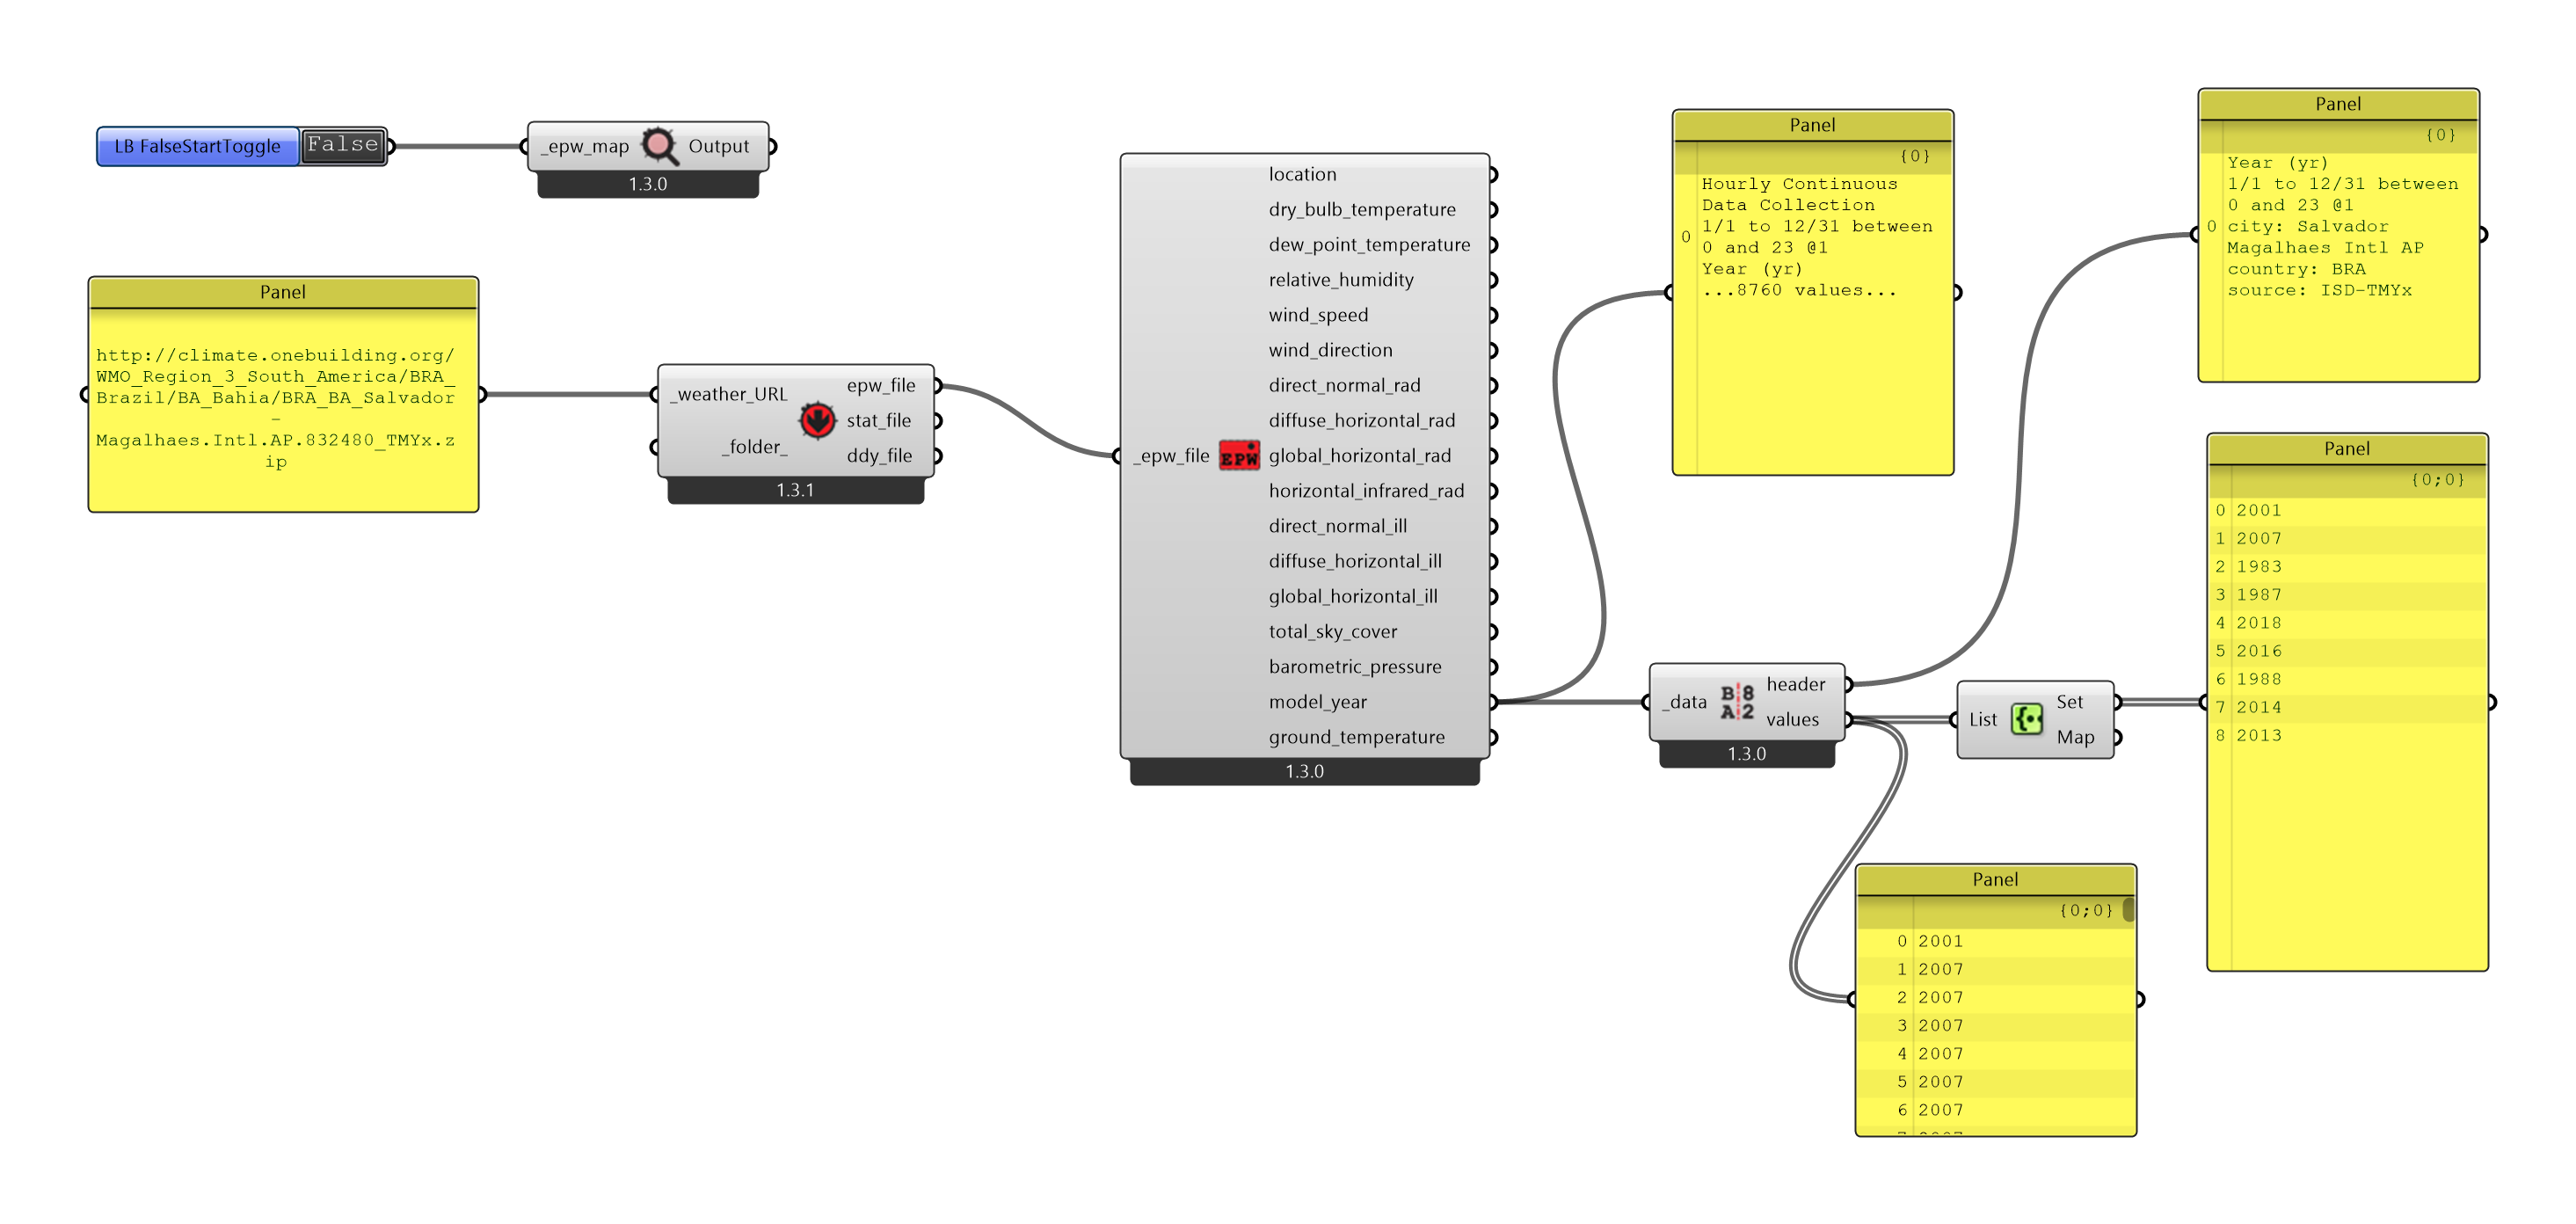 LB FalseStartToggle
False
_epw_map
Output
1.3.0
Panel
http://climate.onebuilding.org/
WMO_Region_3_South_America/BRA_
Brazil/BA_Bahia/BRA_BA_Salvador
-
Magalhaes.Intl.AP.832480_TMYx.z
ip
_weather_URL
_folder_
epw_file
stat_file
ddy_file
1.3.1
_epw_file
EPW
location
dry_bulb_temperature
dew_point_temperature
relative_humidity
wind_speed
wind_direction
direct_normal_rad
diffuse_horizontal_rad
global_horizontal_rad
horizontal_infrared_rad
direct_normal_ill
diffuse_horizontal_ill
global_horizontal_ill
total_sky_cover
barometric_pressure
model_year
ground_temperature
1.3.0
Panel
{0}
0
Hourly Continuous
Data Collection
1/1 to 12/31 between
0 and 23 @1
Year (yr)
...8760 values...
_data
B 8
A 2
header
values
1.3.0
List
Set
Map
Panel
{0}
0
Year (yr)
1/1 to 12/31 between
0 and 23 @1
city: Salvador
Magalhaes Intl AP
country: BRA
source: ISD-TMYx
Panel
{0;0}
0 2001
1 2007
2 1983
3 1987
4 2018
5 2016
6 1988
7 2014
8 2013
Panel
{0;0}
0 2001
1 2007
2 2007
3 2007
4 2007
5 2007
6 2007